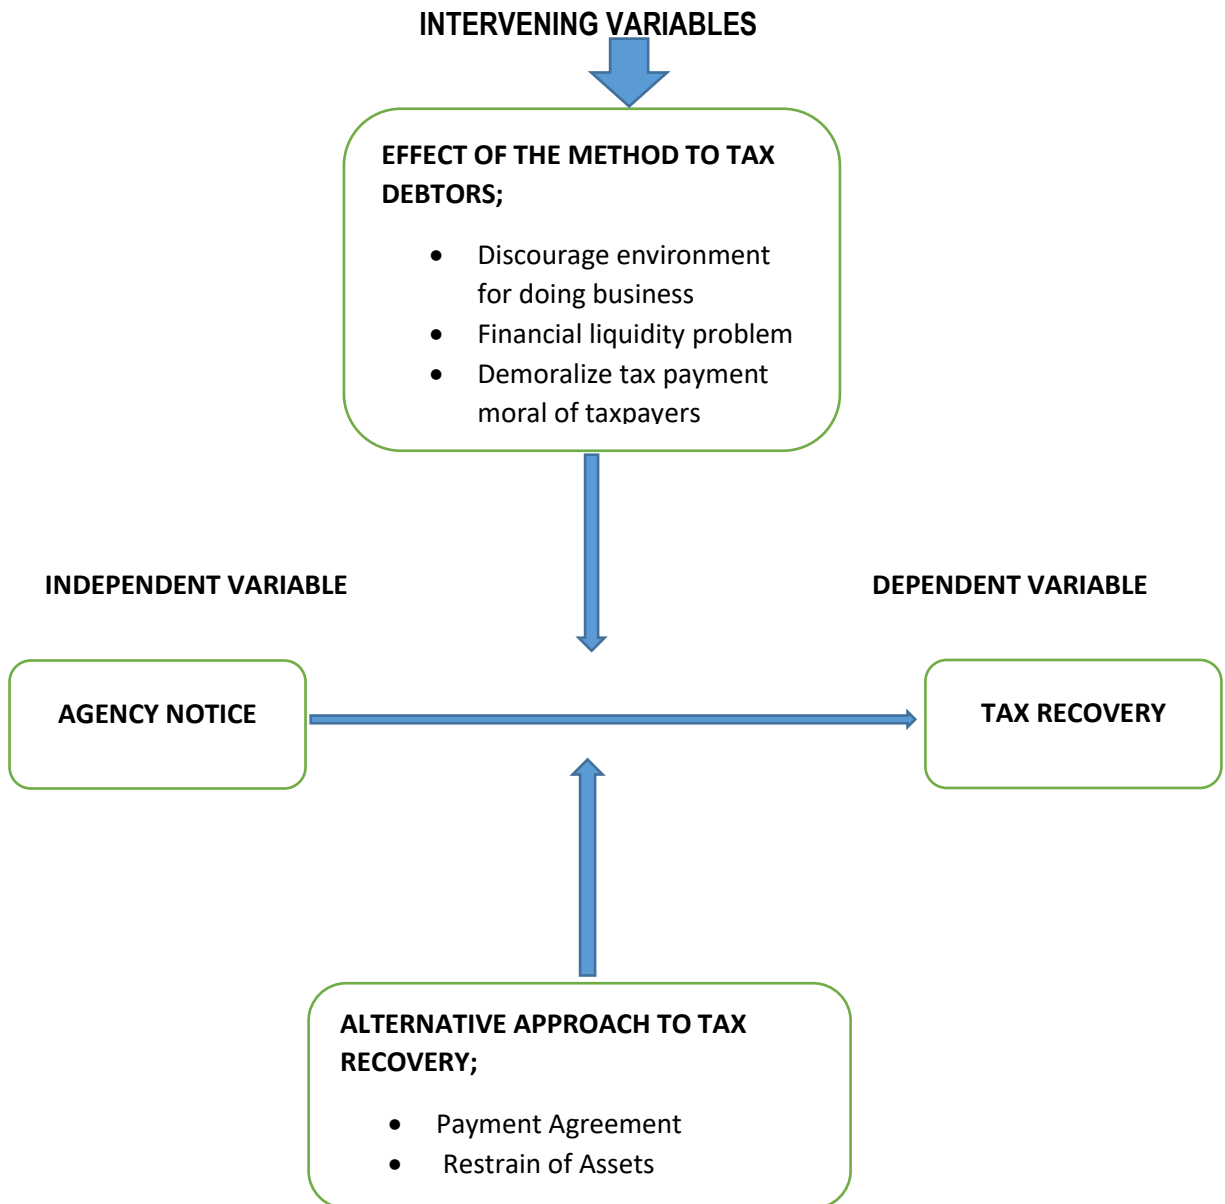 INTERVENING VARIABLES
EFFECT OF THE METHOD TO TAX
DEBTORS;
• Discourage environment
for doing business
• Financial liquidity problem
• Demoralize tax payment
moral of taxpayers
INDEPENDENT VARIABLE
DEPENDENT VARIABLE
AGENCY NOTICE
TAX RECOVERY
ALTERNATIVE APPROACH TO TAX
RECOVERY;
• Payment Agreement
• Restrain of Assets